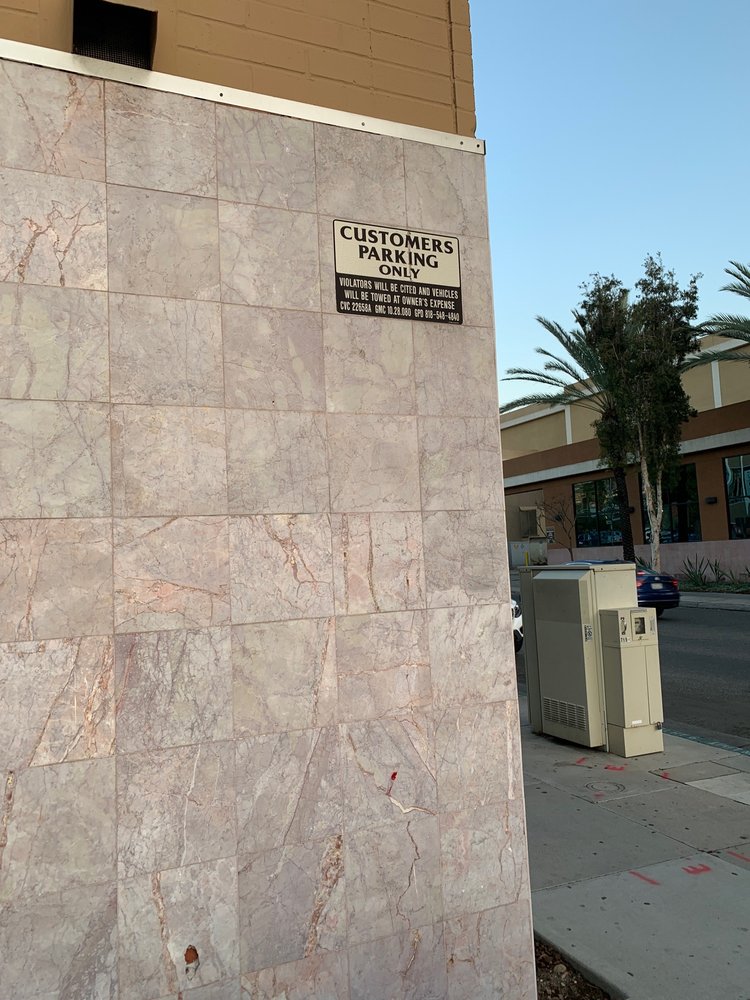 CUSTOMERS
PARKING
ONLY
VIOLATORS WILL BE CITED AND VEHICLES
WILL BE TOWED AT OWNER'S EXPENSE
CVC 22658A GMC 10.28.080 GPD 818-548-4840